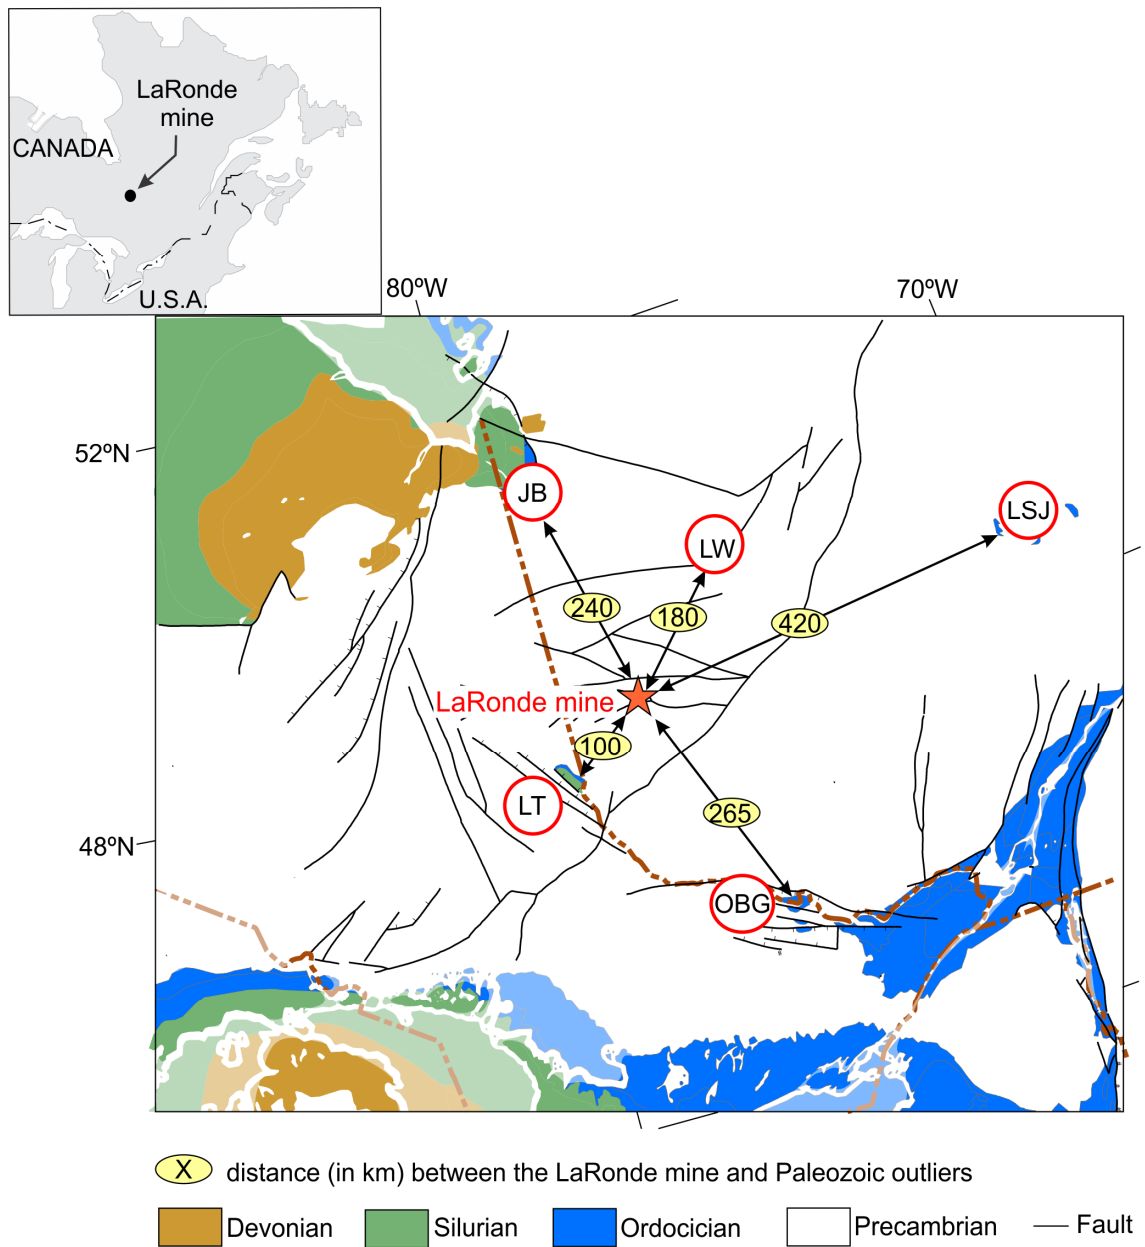 LaRonde
mine
CANADA
U.S.A.
80ºW
70ºW
52ºN
JB
LW
LSJ
240
180
420
LaRonde mine
100
LT
265
48ºN
OBG
X distance (in km) between the LaRonde mine and Paleozoic outliers
Devonian
Silurian
Ordocician
Precambrian
Fault